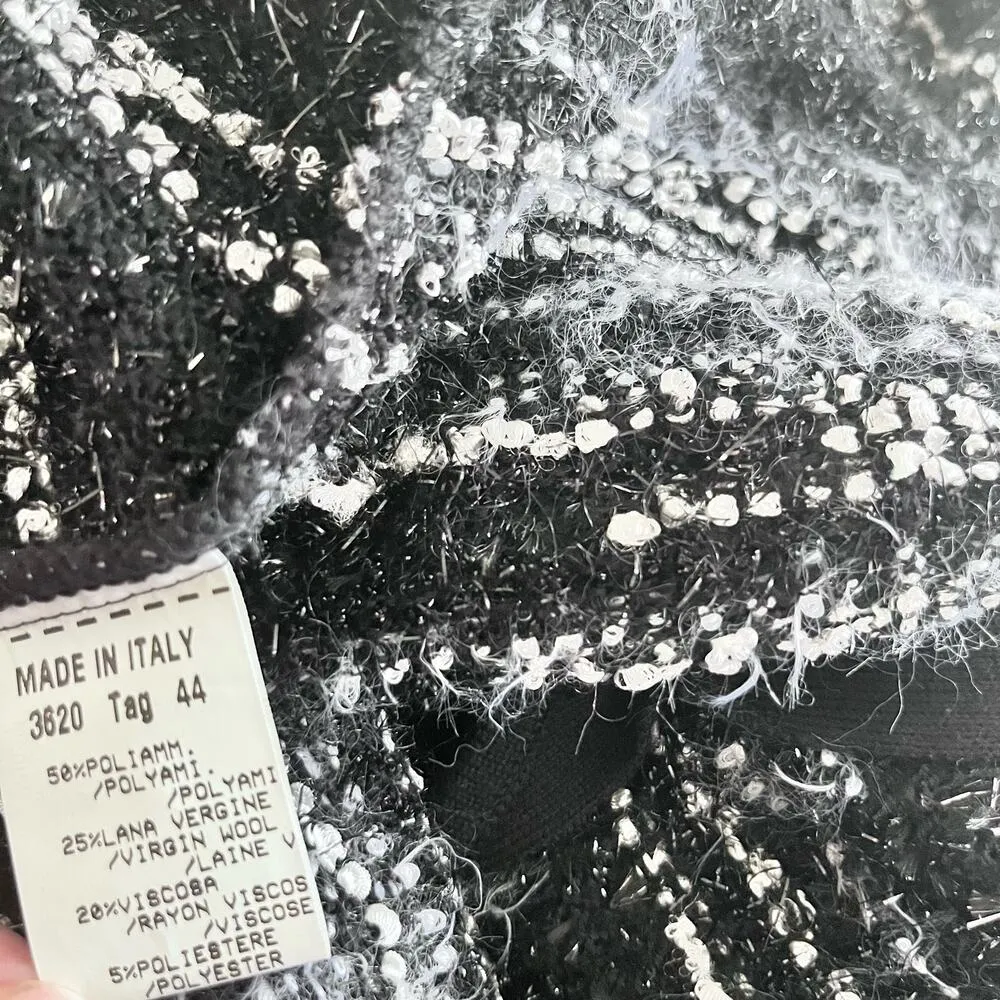 MADE IN ITALY
3620 Tag 44
50%POLIAMM.
/POLYAMI.
/POLYAMI
25%LANA VERGINE
/VIRGIN WOOL
/LAINE V
20%VISCOSA
/RAYON VISCOS
/VISCOSE
5%POLIESTERE
/POLYESTER